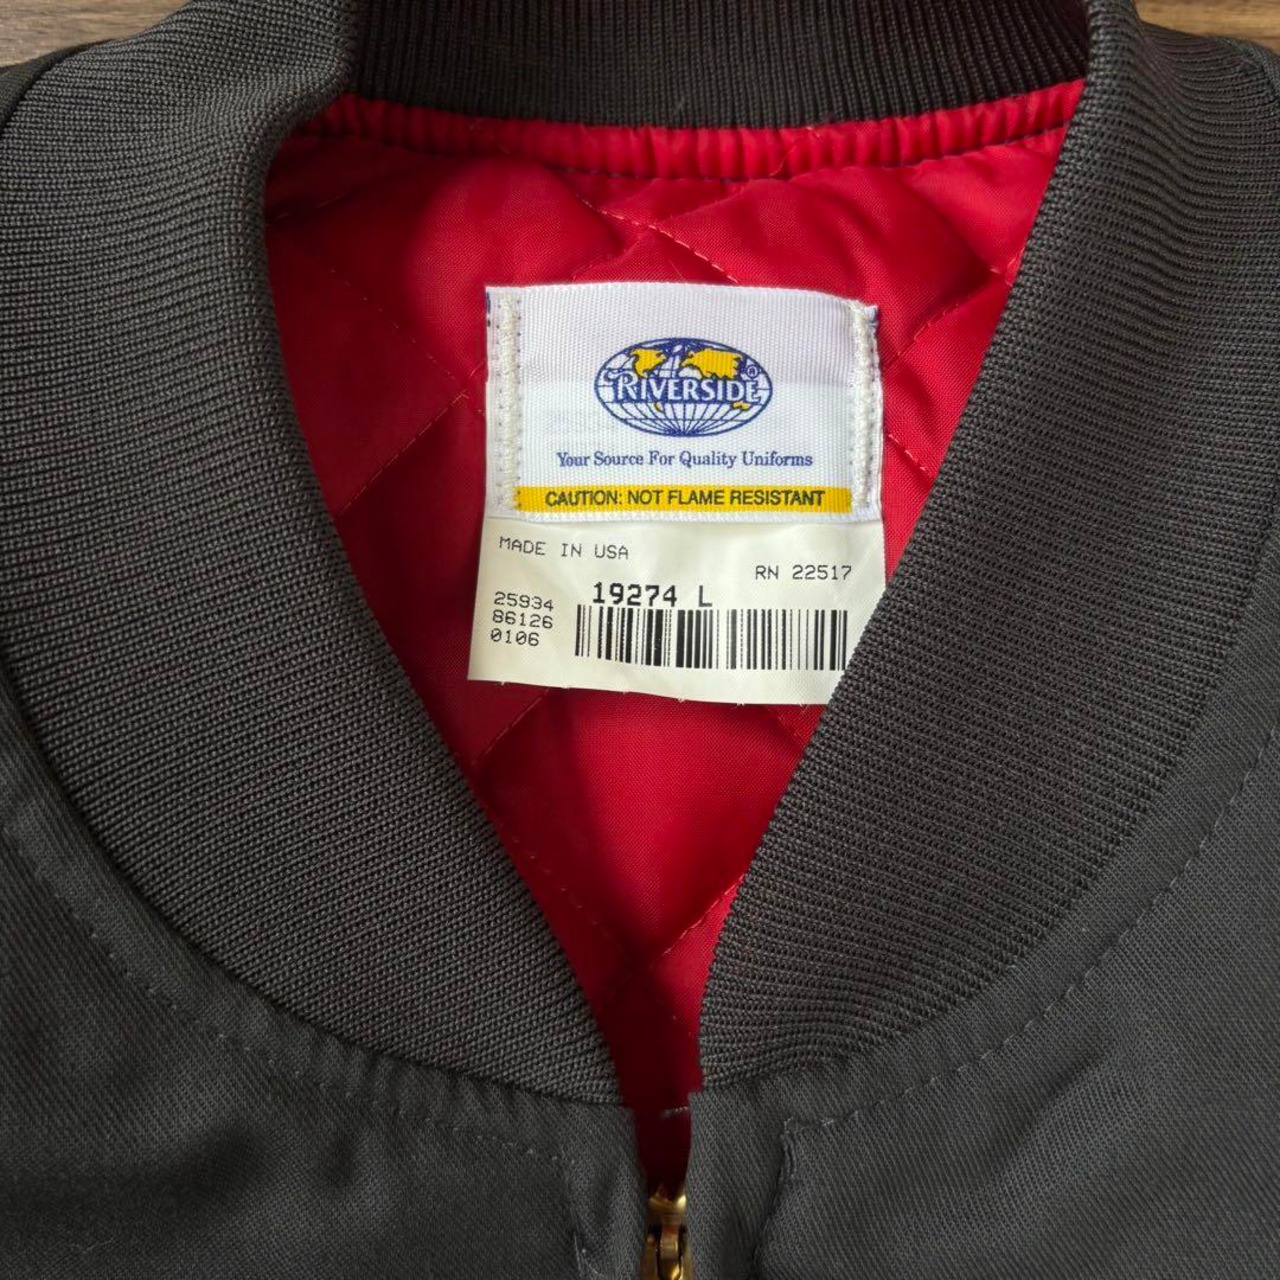 RIVERSIDE ®
Your Source For Quality Uniforms
CAUTION: NOT FLAME RESISTANT
MADE IN USA
RN 22517
19274 L
25934
86126
0106